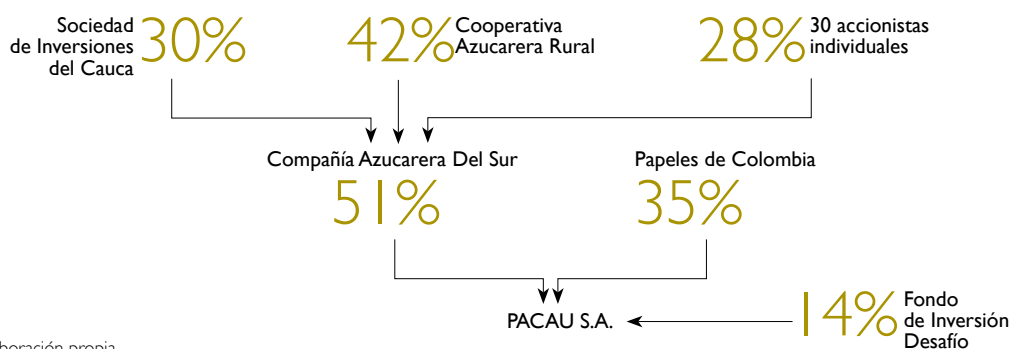 Sociedad
de Inversiones
del Cauca
30%
42%
Cooperativa
Azucarera Rural
28%
30 accionistas
individuales
Compañía Azucarera Del Sur
51%
Papeles de Colombia
35%
PACAU S.A.
14%
Fondo
de Inversión
Desafío
propia